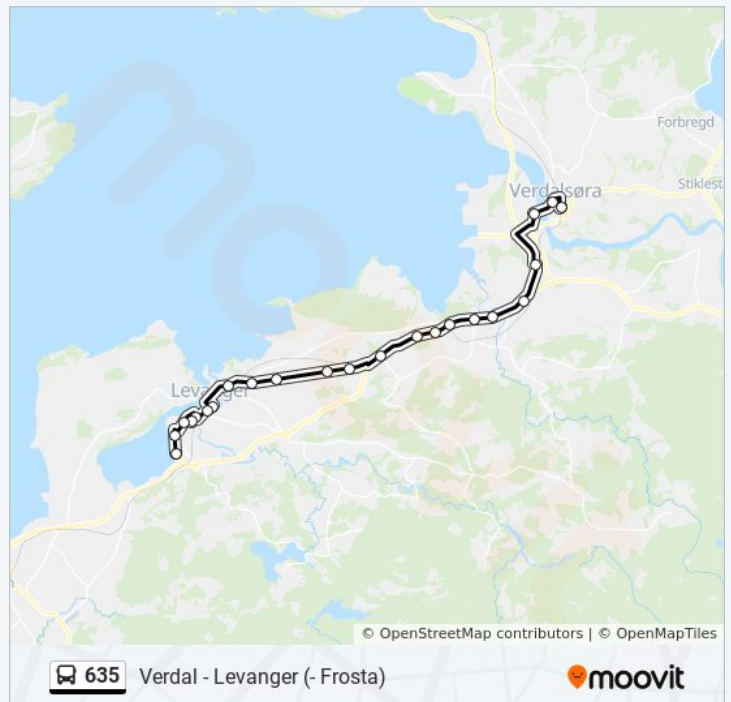 Forbregd
Verdalsøra
Stiklest
Levanger
© OpenStreetMap contributors | © OpenMapTiles
635 Verdal - Levanger (- Frosta)
moovit